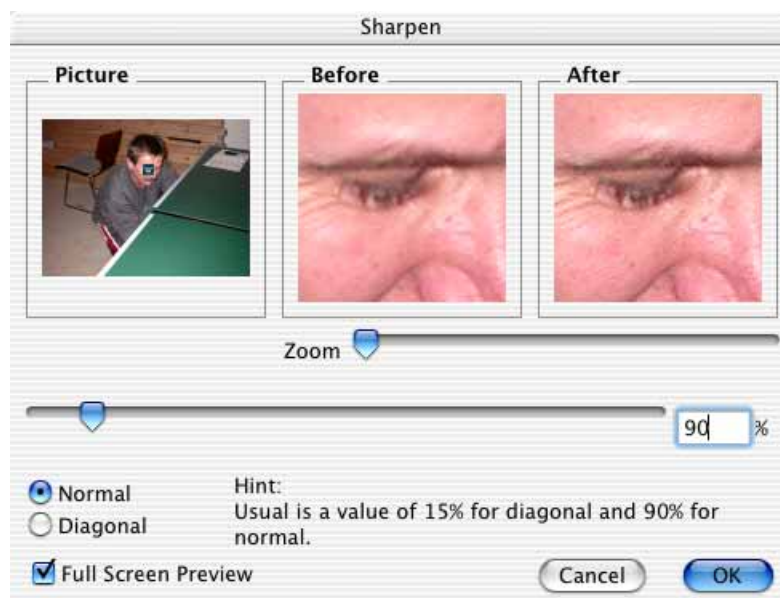 Sharpen
Picture
Before
After
Zoom
90 %
Normal
Diagonal
Hint:
Usual is a value of 15% for diagonal and 90% for
normal.
Full Screen Preview
Cancel
OK